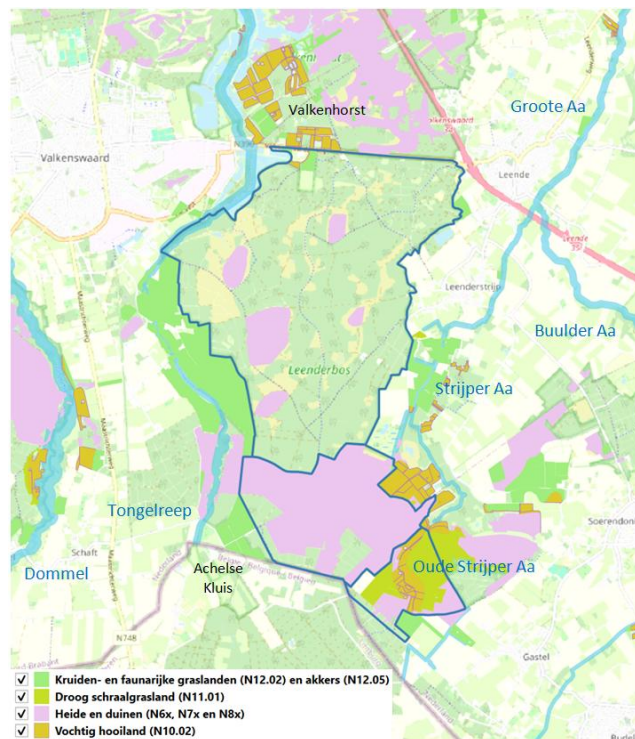 Leenderweg
Valkenhorst
Groote Aa
Valkenswaard
Leende
Leende
Leenderstrijp
Buulder Aa
Leenderbos
Strijper Aa
Tongelreep
Soerendonk
Schaft
Achelse
Kluis
Oude Strijper Aa
Dommel
N748
Gastel
✓ Kruiden- en faunarijke graslanden (N12.02) en akkers (N12.05)
✓ Droog schraalgrasland (N11.01)
✓ Heide en duinen (N6x, N7x en N8x)
✓ Vochtig hooiland (N10.02)